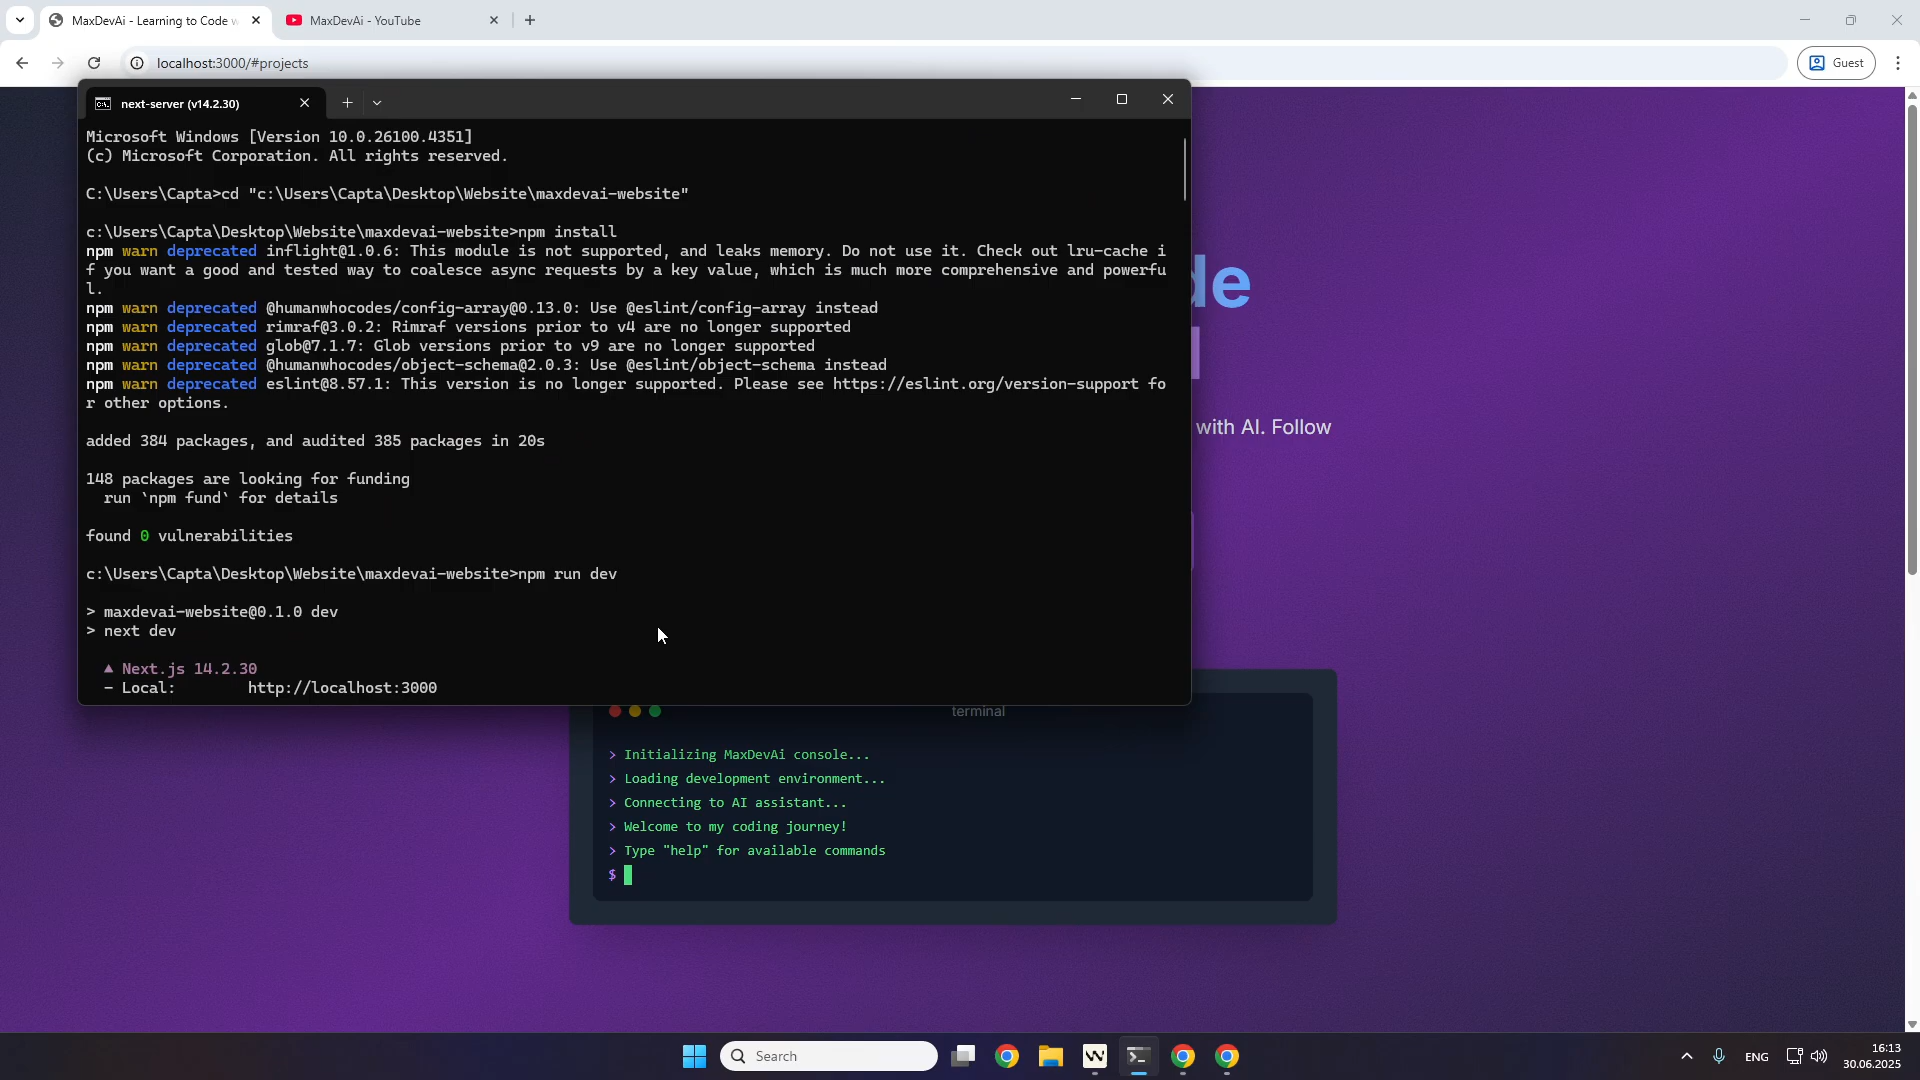 MaxDevAi - Learning to Code w
MaxDevAi - YouTube
localhost:3000/#projects
Guest
next-server (v14.2.30)
Microsoft Windows [Version 10.0.26100.4351]
(c) Microsoft Corporation. All rights reserved.
C:\Users\Capta>cd "c:\Users\Capta\Desktop\Website\maxdevai-website"
c:\Users\Capta\Desktop\Website\maxdevai-website>npm install
npm warn deprecated inflight@1.0.6: This module is not supported, and leaks memory. Do not use it. Check out lru-cache i
f you want a good and tested way to coalesce async requests by a key value, which is much more comprehensive and powerfu
l.
npm warn deprecated @humanwhocodes/config-array@0.13.0: Use @eslint/config-array instead
npm warn deprecated rimraf@3.0.2: Rimraf versions prior to v4 are no longer supported
npm warn deprecated glob@7.1.7: Glob versions prior to v9 are no longer supported
npm warn deprecated @humanwhocodes/object-schema@2.0.3: Use @eslint/object-schema instead
npm warn deprecated eslint@8.57.1: This version is no longer supported. Please see https://eslint.org/version-support fo
r other options.
added 384 packages, and audited 385 packages in 20s
148 packages are looking for funding
run `npm fund` for details
found 0 vulnerabilities
c:\Users\Capta\Desktop\Website\maxdevai-website>npm run dev
> maxdevai-website@0.1.0 dev
> next dev
▲ Next.js 14.2.30
- Local: http://localhost:3000
de
with AI. Follow
terminal
> Initializing MaxDevAi console...
> Loading development environment...
> Connecting to AI assistant...
> Welcome to my coding journey!
> Type "help" for available commands
$
Search
ENG
16:13
30.06.2025